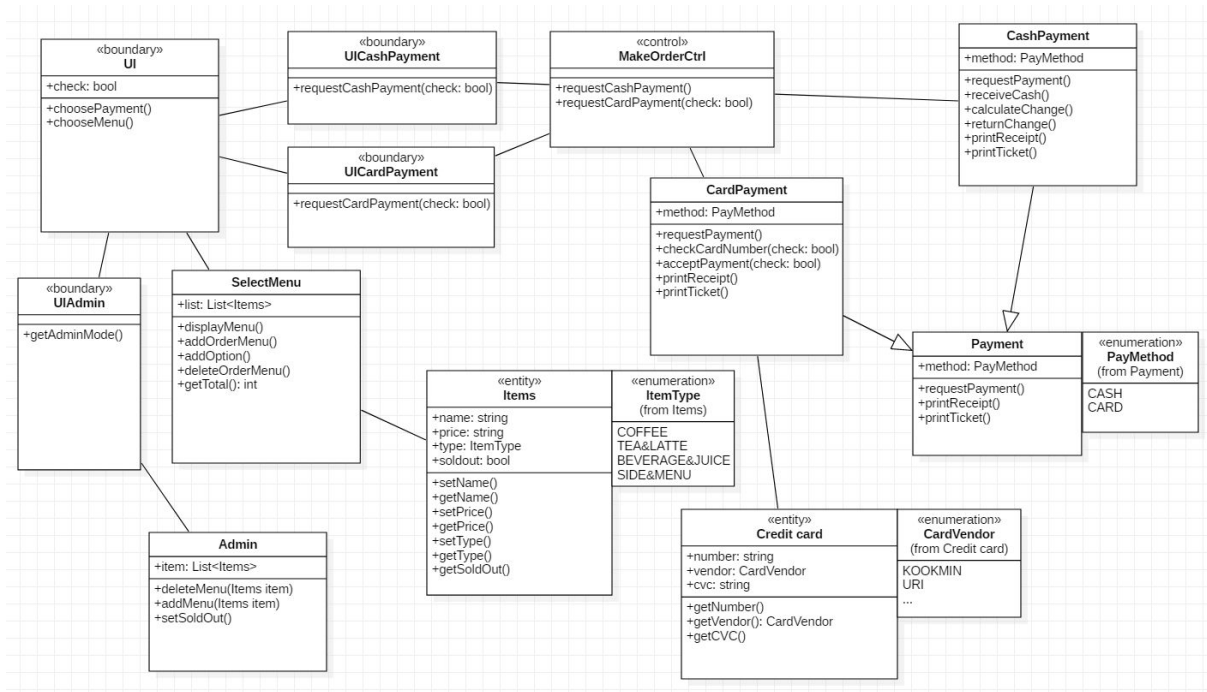 «boundary»
UI
+check: bool
+choosePayment()
+chooseMenu()
«boundary»
UICashPayment
+requestCashPayment(check: bool)
«control»
MakeOrderCtrl
+requestCashPayment()
+requestCardPayment(check: bool)
CashPayment
+method: PayMethod
+requestPayment()
+receiveCash()
+calculateChange()
+returnChange()
+printReceipt()
+printTicket()
«boundary»
UICardPayment
+requestCardPayment(check: bool)
CardPayment
+method: PayMethod
+requestPayment()
+checkCardNumber(check: bool)
+acceptPayment(check: bool)
+printReceipt()
+printTicket()
«boundary»
UIAdmin
+getAdminMode()
SelectMenu
+list: List<Items>
+displayMenu()
+addOrderMenu()
+addOption()
+deleteOrderMenu()
+getTotal(): int
Payment
+method: PayMethod
+requestPayment()
+printReceipt()
+printTicket()
«enumeration»
PayMethod
(from Payment)
CASH
CARD
«entity»
Items
+name: string
+price: string
+type: ItemType
+soldout: bool
+setName()
+getName()
+setPrice()
+getPrice()
+setType()
+getType()
+getSoldOut()
«enumeration»
ItemType
(from Items)
COFFEE
TEA&LATTE
BEVERAGE&JUICE
SIDE&MENU
Admin
+item: List<Items>
+deleteMenu(Items item)
+addMenu(Items item)
+setSoldOut()
«entity»
Credit card
+number: string
+vendor: CardVendor
+cvc: string
+getNumber()
+getVendor(): CardVendor
+getCVC()
«enumeration»
CardVendor
(from Credit card)
KOOKMIN
URI
...